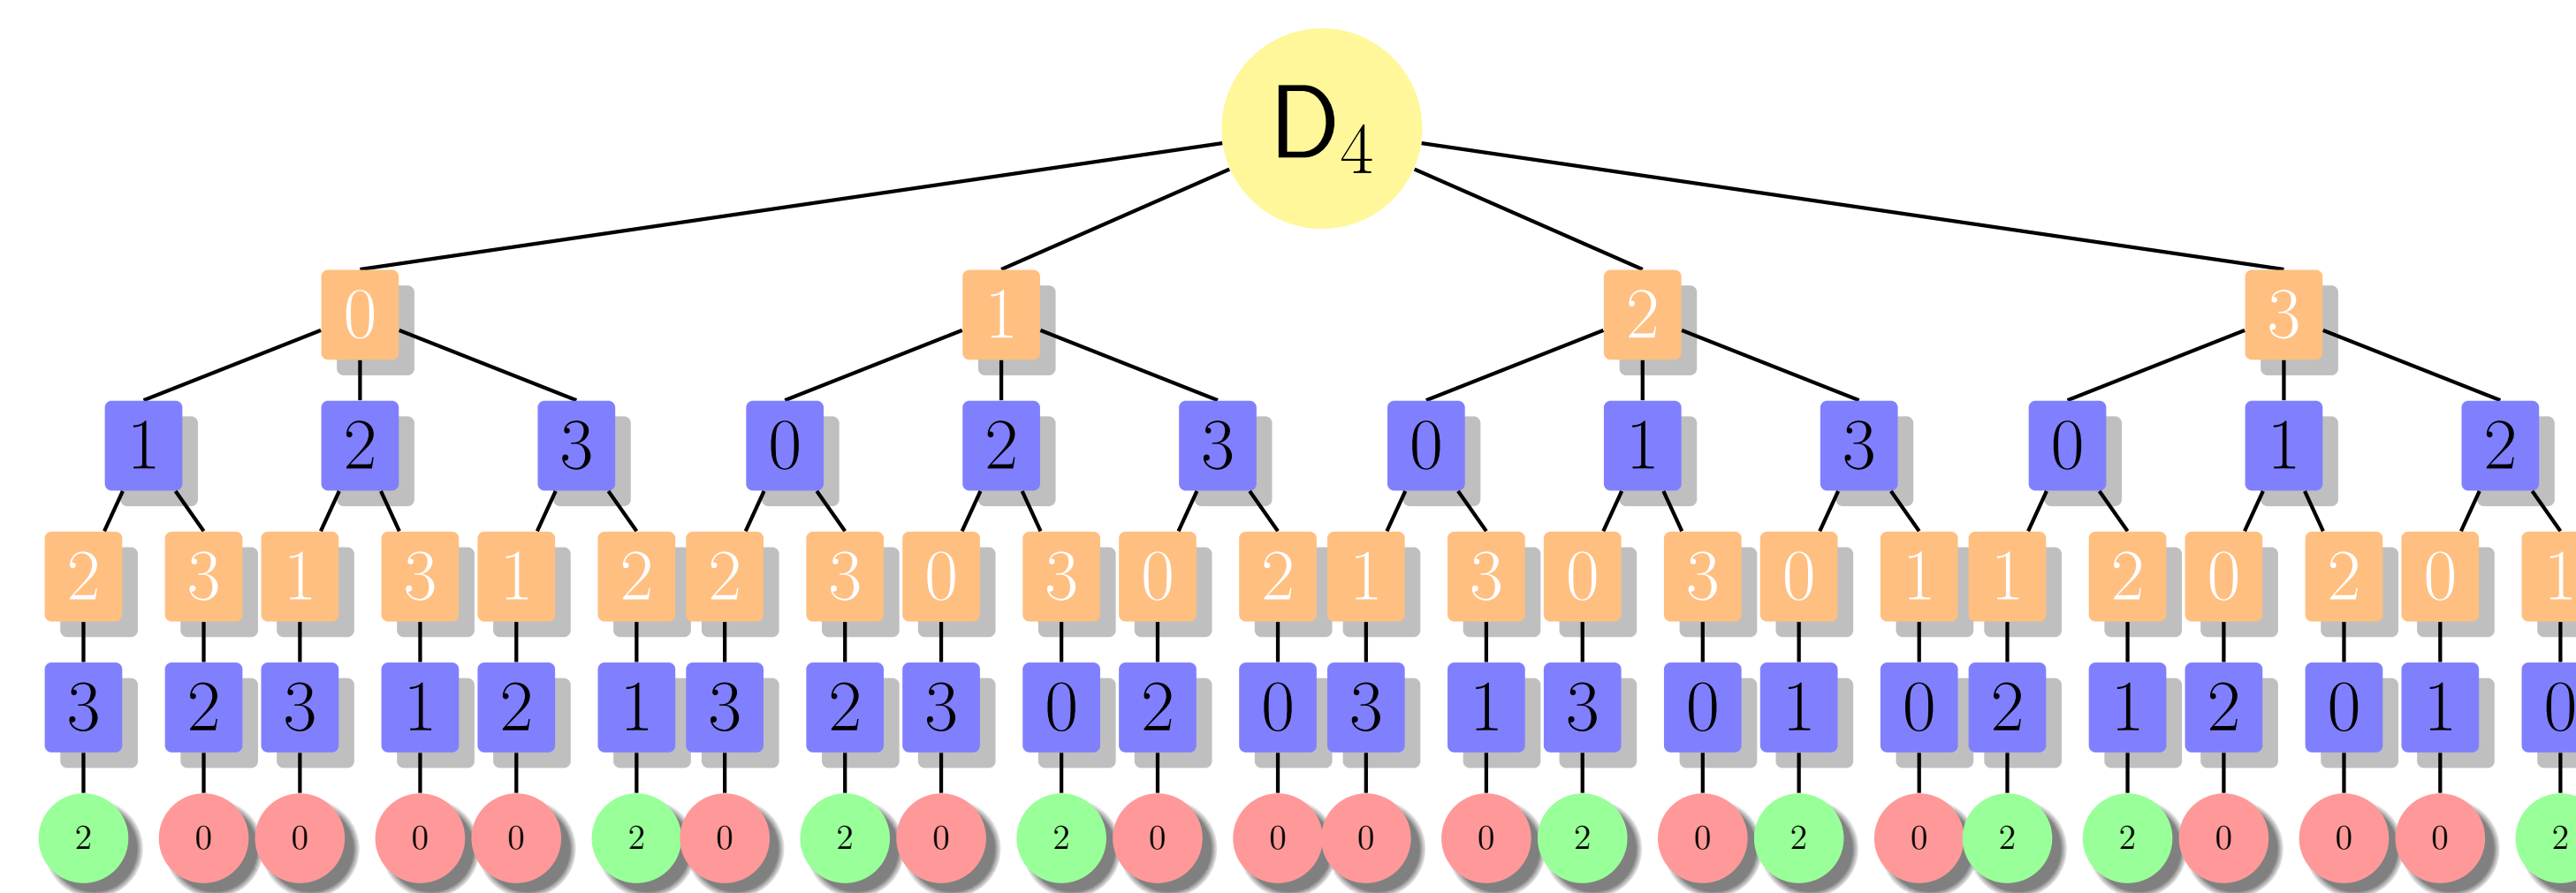 D₄
0 1 2 3
1 2 3 0 2 3 0 1 3 0 1 2
2 3 1 3 1 2 2 3 0 3 0 2 1 3 0 3 0 1 1 2 0 2 0 1
3 2 3 1 2 1 3 2 3 0 2 0 3 1 3 0 1 0 2 1 2 0 1 0
2 0 0 0 0 2 0 2 0 2 0 0 0 0 2 0 2 0 2 2 0 0 0 2